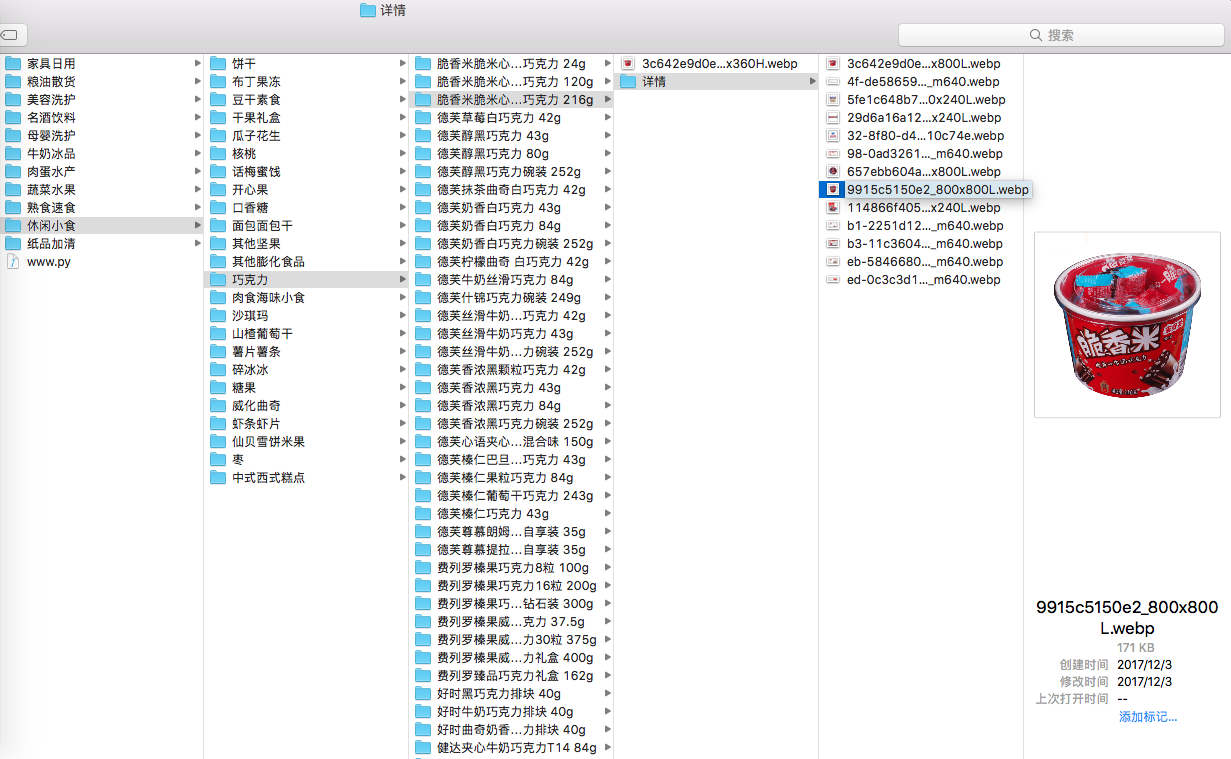 详情
搜索
家具日用
粮油散货
美容洗护
名酒饮料
母婴洗护
牛奶冰品
肉蛋水产
蔬菜水果
熟食速食
休闲小食
纸品加清
www.py
饼干
布丁果冻
豆干素食
干果礼盒
瓜子花生
核桃
话梅蜜饯
开心果
口香糖
面包面包干
其他坚果
其他膨化食品
巧克力
肉食海味小食
沙琪玛
山楂葡萄干
薯片薯条
碎冰冰
糖果
威化曲奇
虾条虾片
仙贝雪饼米果
枣
中式西式糕点
脆香米脆米心…巧克力 24g
脆香米脆米心…巧克力 120g
脆香米脆米心…巧克力 216g
德芙草莓白巧克力 42g
德芙醇黑巧克力 43g
德芙醇黑巧克力 80g
德芙醇黑巧克力碗装 252g
德芙抹茶曲奇白巧克力 42g
德芙奶香白巧克力 43g
德芙奶香白巧克力 84g
德芙奶香白巧克力碗装 252g
德芙柠檬曲奇 白巧克力 42g
德芙牛奶丝滑巧克力 84g
德芙什锦巧克力碗装 249g
德芙丝滑牛奶…巧克力 42g
德芙丝滑牛奶巧克力 43g
德芙丝滑牛奶…力碗装 252g
德芙香浓黑颗粒巧克力 42g
德芙香浓黑巧克力 43g
德芙香浓黑巧克力 84g
德芙香浓黑巧克力碗装 252g
德芙心语夹心…混合味 150g
德芙榛仁巴旦…巧克力 43g
德芙榛仁果粒巧克力 84g
德芙榛仁葡萄干巧克力 243g
德芙榛仁巧克力 43g
德芙尊慕朗姆…自享装 35g
德芙尊慕提拉…自享装 35g
费列罗榛果巧克力8粒 100g
费列罗榛果巧克力16粒 200g
费列罗榛果巧…钻石装 300g
费列罗榛果威…克力 37.5g
费列罗榛果威…力30粒 375g
费列罗榛果威…力礼盒 400g
费列罗臻品巧克力礼盒 162g
好时黑巧克力排块 40g
好时牛奶巧克力排块 40g
好时曲奇奶香…力排块 40g
健达夹心牛奶巧克力T14 84g
3c642e9d0e…x360H.webp
详情
3c642e9d0e…x800L.webp
4f-de58659…_m640.webp
5fe1c648b7…0x240L.webp
29d6a16a12…x240L.webp
32-8f80-d4…10c74e.webp
98-0ad3261…_m640.webp
657ebb604a…x800L.webp
9915c5150e2_800x800L.webp
114866f405…x240L.webp
b1-2251d12…_m640.webp
b3-11c3604…_m640.webp
eb-5846680…_m640.webp
ed-0c3c3d1…_m640.webp
脆香米
9915c5150e2_800x800
L.webp
171 KB
创建时间 2017/12/3
修改时间 2017/12/3
上次打开时间 --
添加标记…